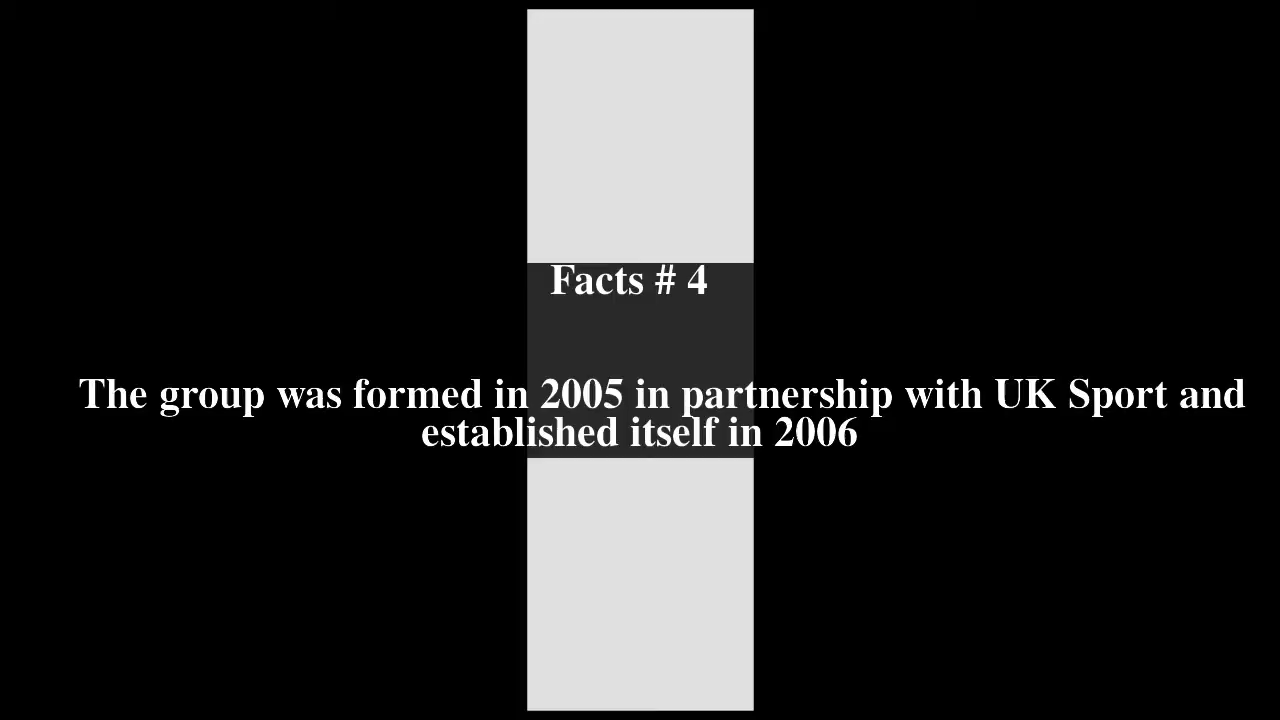 Facts # 4
The group was formed in 2005 in partnership with UK Sport and
established itself in 2006